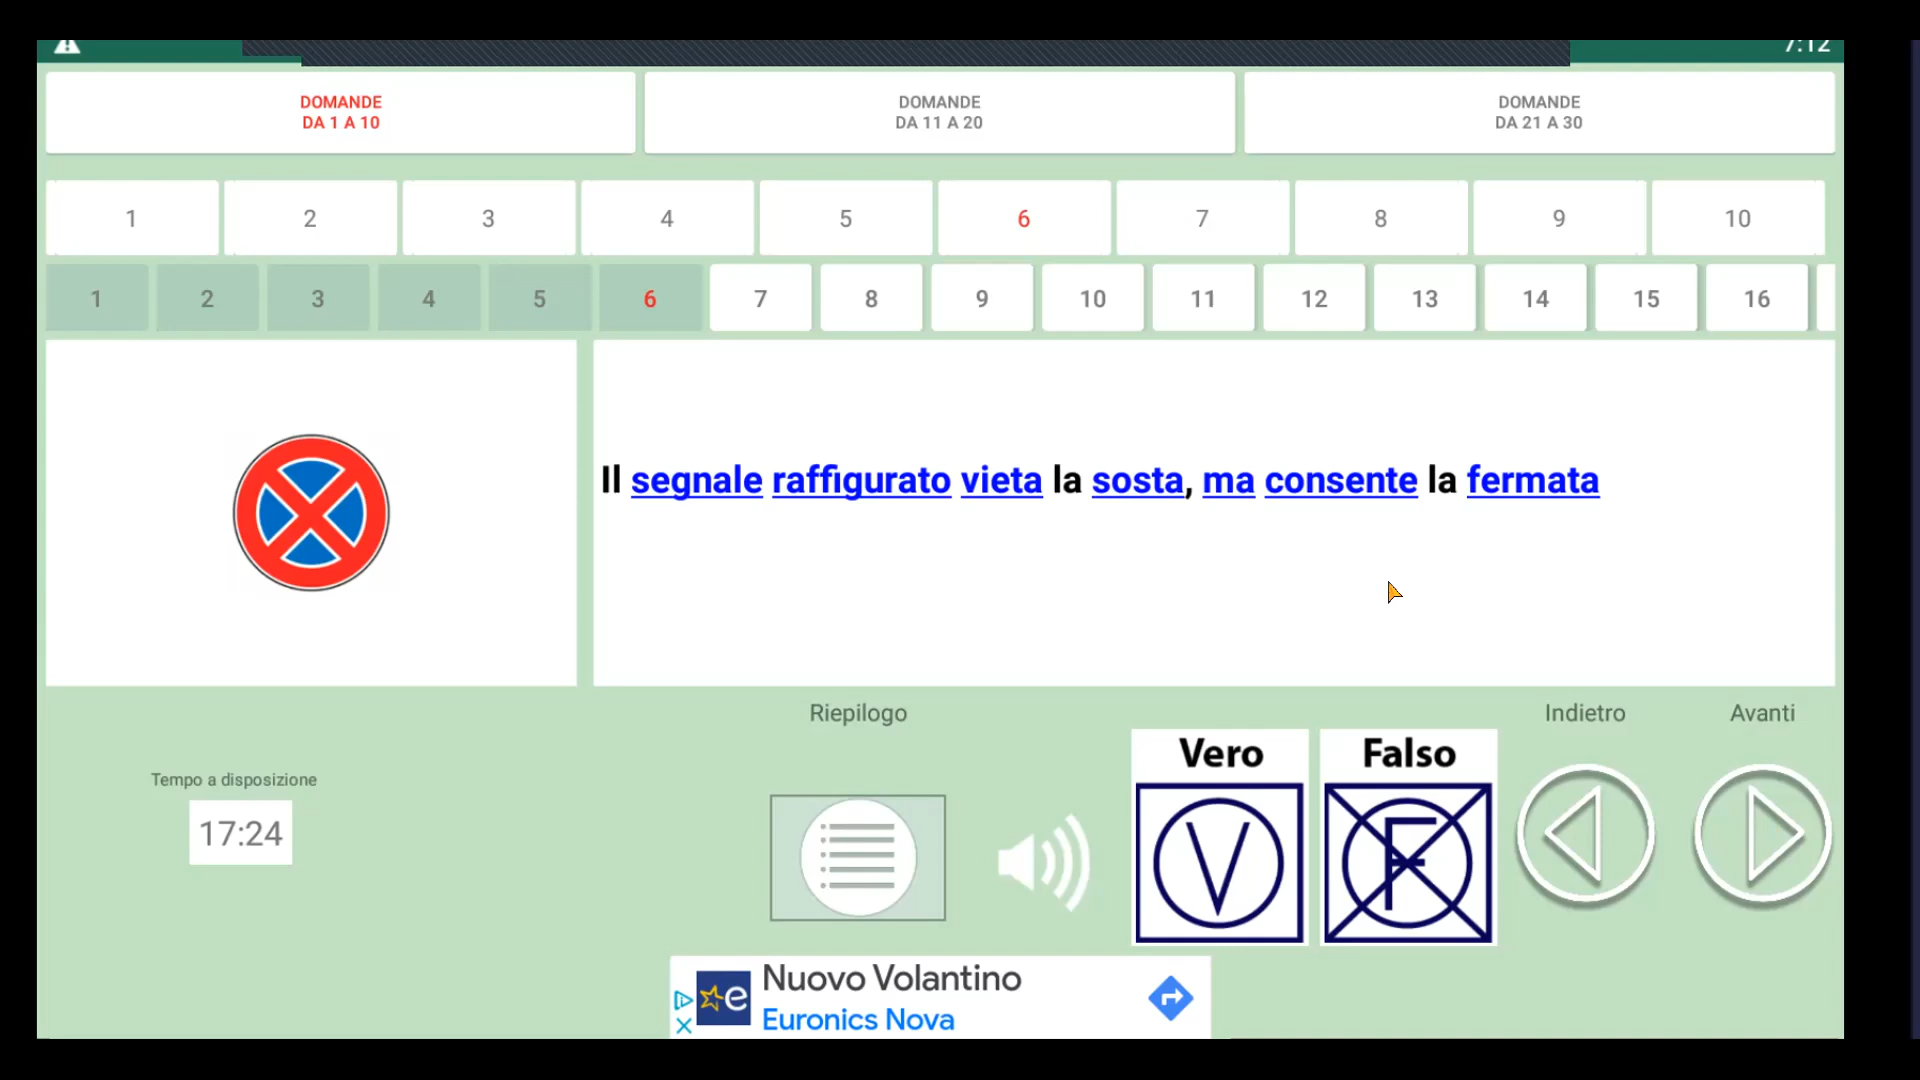 7:12
DOMANDE
DA 1 A 10
DOMANDE
DA 11 A 20
DOMANDE
DA 21 A 30
1 2 3 4 5 6 7 8 9 10
1 2 3 4 5 6 7 8 9 10 11 12 13 14 15 16
Il segnale raffigurato vieta la sosta, ma consente la fermata
Riepilogo
Indietro
Avanti
Vero
Falso
Tempo a disposizione
17:24
V
F
e
Nuovo Volantino
Euronics Nova